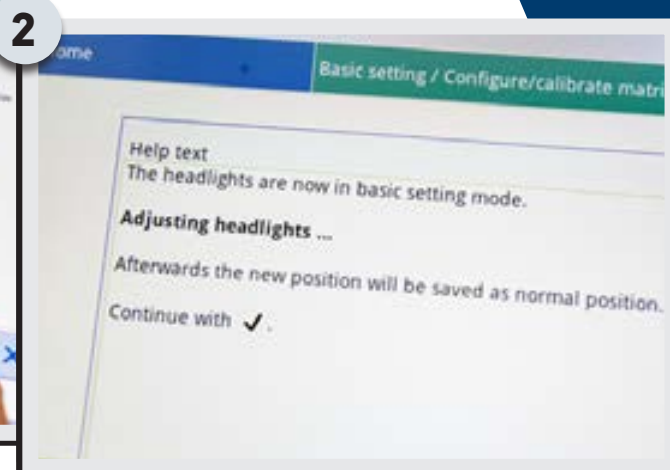 2
ome
Basic setting / Configure/calibrate matri
Help text
The headlights are now in basic setting mode.
Adjusting headlights ...
Afterwards the new position will be saved as normal position.
Continue with ✓.